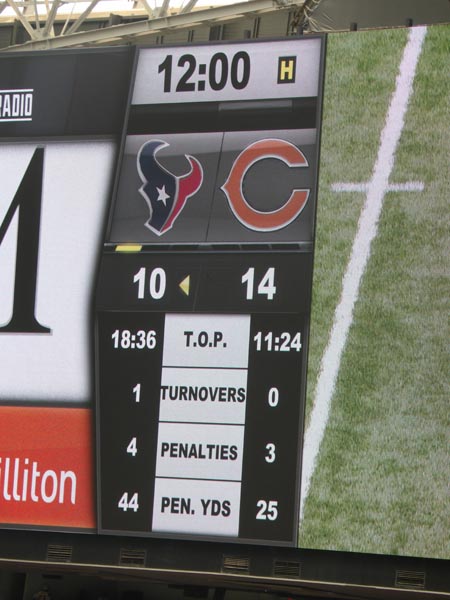 12:00 H
RADIO
10 14
18:36 T.O.P. 11:24
1 TURNOVERS 0
4 PENALTIES 3
44 PEN. YDS 25